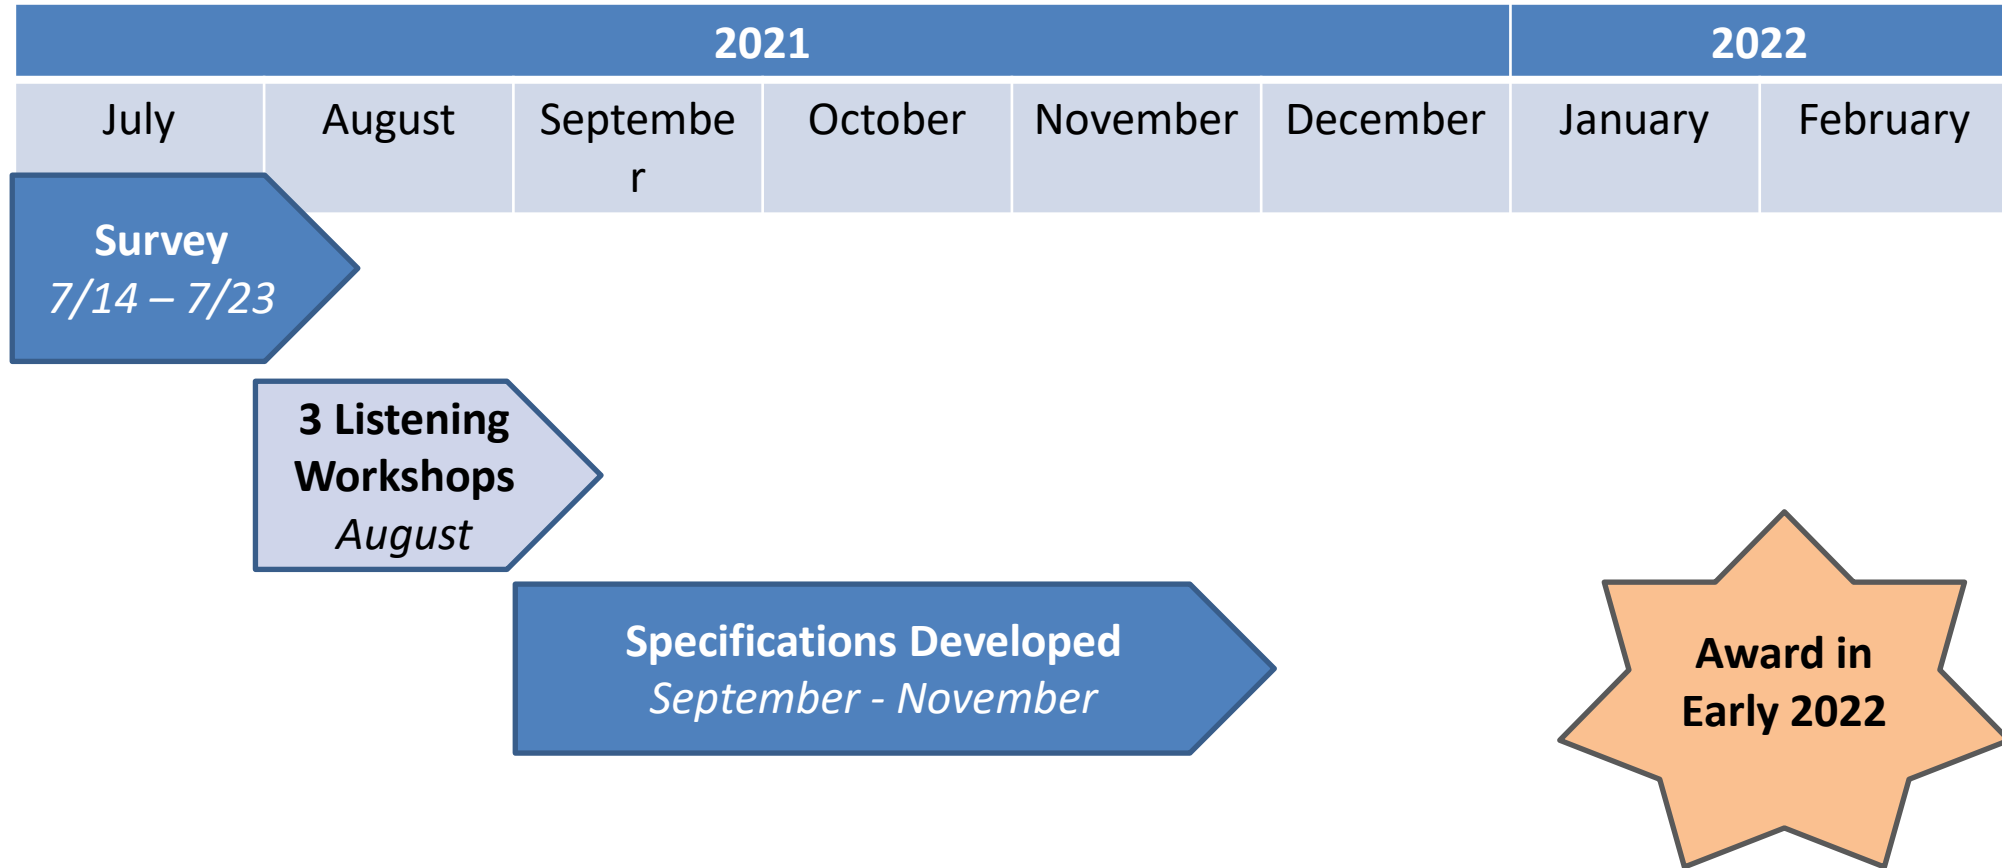 2021
2022
July
August
Septembe
r
October
November
December
January
February
Survey
7/14 – 7/23
3 Listening
Workshops
August
Specifications Developed
September - November
Award in
Early 2022